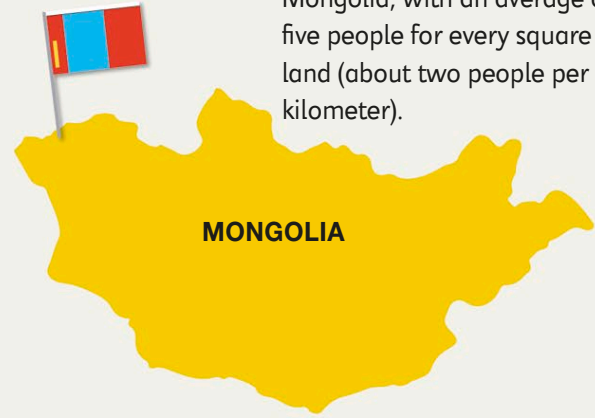 Mongolia, with an average
five people for every square
land (about two people per
kilometer).
MONGOLIA